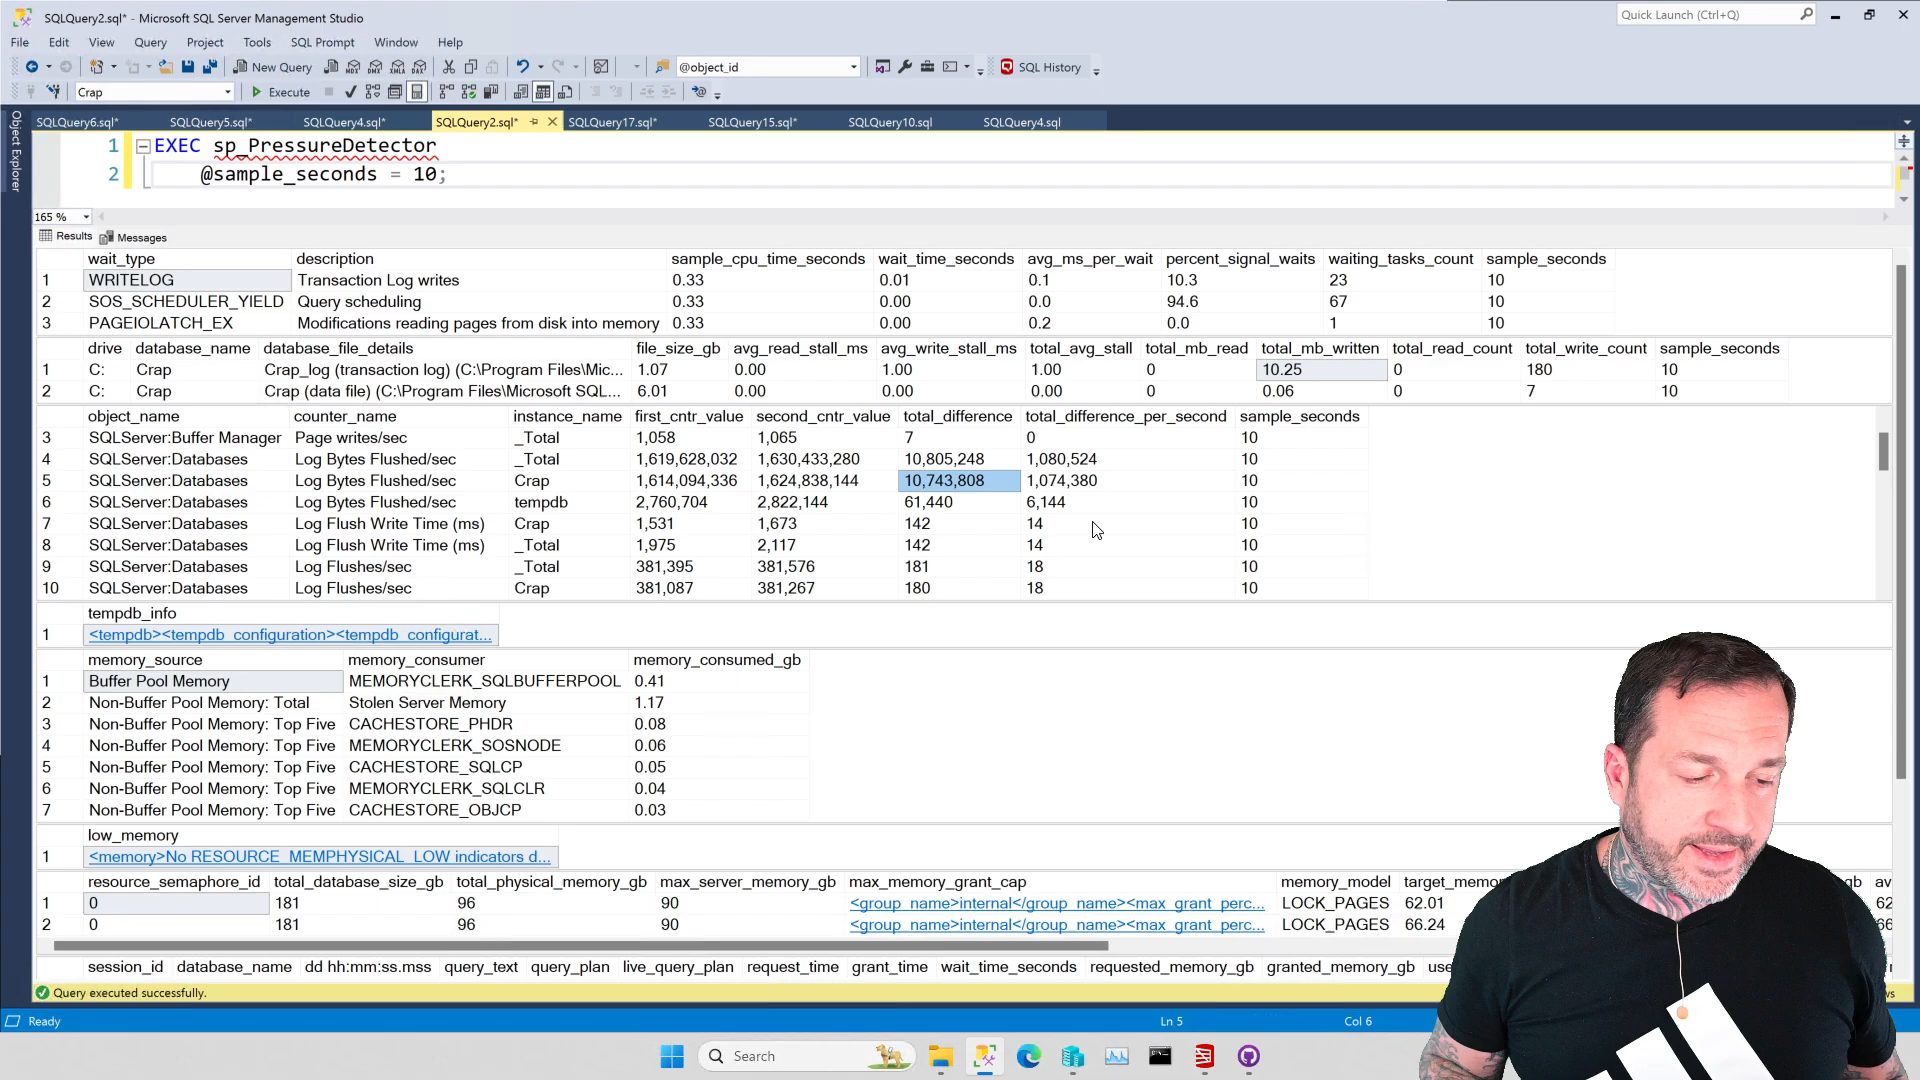 SQLQuery2.sql* - Microsoft SQL Server Management Studio
Quick Launch (Ctrl+Q)
File Edit View Query Project Tools SQL Prompt Window Help
New Query MDX DMX XMLA DAX @object_id SQL History
Crap Execute
SQLQuery6.sql* SQLQuery5.sql* SQLQuery4.sql* SQLQuery2.sql* SQLQuery17.sql* SQLQuery15.sql* SQLQuery10.sql SQLQuery4.sql
Object Explorer
1 EXEC sp_PressureDetector
2 @sample_seconds = 10;
165 %
Results Messages
wait_type description sample_cpu_time_seconds wait_time_seconds avg_ms_per_wait percent_signal_waits waiting_tasks_count sample_seconds
1 WRITELOG Transaction Log writes 0.33 0.01 0.1 10.3 23 10
2 SOS_SCHEDULER_YIELD Query scheduling 0.33 0.00 0.0 94.6 67 10
3 PAGEIOLATCH_EX Modifications reading pages from disk into memory 0.33 0.00 0.2 0.0 1 10
drive database_name database_file_details file_size_gb avg_read_stall_ms avg_write_stall_ms total_avg_stall total_mb_read total_mb_written total_read_count total_write_count sample_seconds
1 C: Crap Crap_log (transaction log) (C:\Program Files\Mic... 1.07 0.00 1.00 1.00 0 10.25 0 180 10
2 C: Crap Crap (data file) (C:\Program Files\Microsoft SQL... 6.01 0.00 0.00 0.00 0 0.06 0 7 10
object_name counter_name instance_name first_cntr_value second_cntr_value total_difference total_difference_per_second sample_seconds
3 SQLServer:Buffer Manager Page writes/sec _Total 1,058 1,065 7 0 10
4 SQLServer:Databases Log Bytes Flushed/sec _Total 1,619,628,032 1,630,433,280 10,805,248 1,080,524 10
5 SQLServer:Databases Log Bytes Flushed/sec Crap 1,614,094,336 1,624,838,144 10,743,808 1,074,380 10
6 SQLServer:Databases Log Bytes Flushed/sec tempdb 2,760,704 2,822,144 61,440 6,144 10
7 SQLServer:Databases Log Flush Write Time (ms) Crap 1,531 1,673 142 14 10
8 SQLServer:Databases Log Flush Write Time (ms) _Total 1,975 2,117 142 14 10
9 SQLServer:Databases Log Flushes/sec _Total 381,395 381,576 181 18 10
10 SQLServer:Databases Log Flushes/sec Crap 381,087 381,267 180 18 10
tempdb_info
1 <tempdb><tempdb_configuration><tempdb_configurat...
memory_source memory_consumer memory_consumed_gb
1 Buffer Pool Memory MEMORYCLERK_SQLBUFFERPOOL 0.41
2 Non-Buffer Pool Memory: Total Stolen Server Memory 1.17
3 Non-Buffer Pool Memory: Top Five CACHESTORE_PHDR 0.08
4 Non-Buffer Pool Memory: Top Five MEMORYCLERK_SOSNODE 0.06
5 Non-Buffer Pool Memory: Top Five CACHESTORE_SQLCP 0.05
6 Non-Buffer Pool Memory: Top Five MEMORYCLERK_SQLCLR 0.04
7 Non-Buffer Pool Memory: Top Five CACHESTORE_OBJCP 0.03
low_memory
1 <memory>No RESOURCE_MEMPHYSICAL_LOW indicators d...
resource_semaphore_id total_database_size_gb total_physical_memory_gb max_server_memory_gb max_memory_grant_cap memory_model target_memo gb av
1 0 181 96 90 <group_name>internal</group_name><max_grant_perc... LOCK_PAGES 62.01 62
2 0 181 96 90 <group_name>internal</group_name><max_grant_perc... LOCK_PAGES 66.24 66
session_id database_name dd hh:mm:ss.mss query_text query_plan live_query_plan request_time grant_time wait_time_seconds requested_memory_gb granted_memory_gb use
Query executed successfully. ws
Ready Ln 5 Col 6
Search